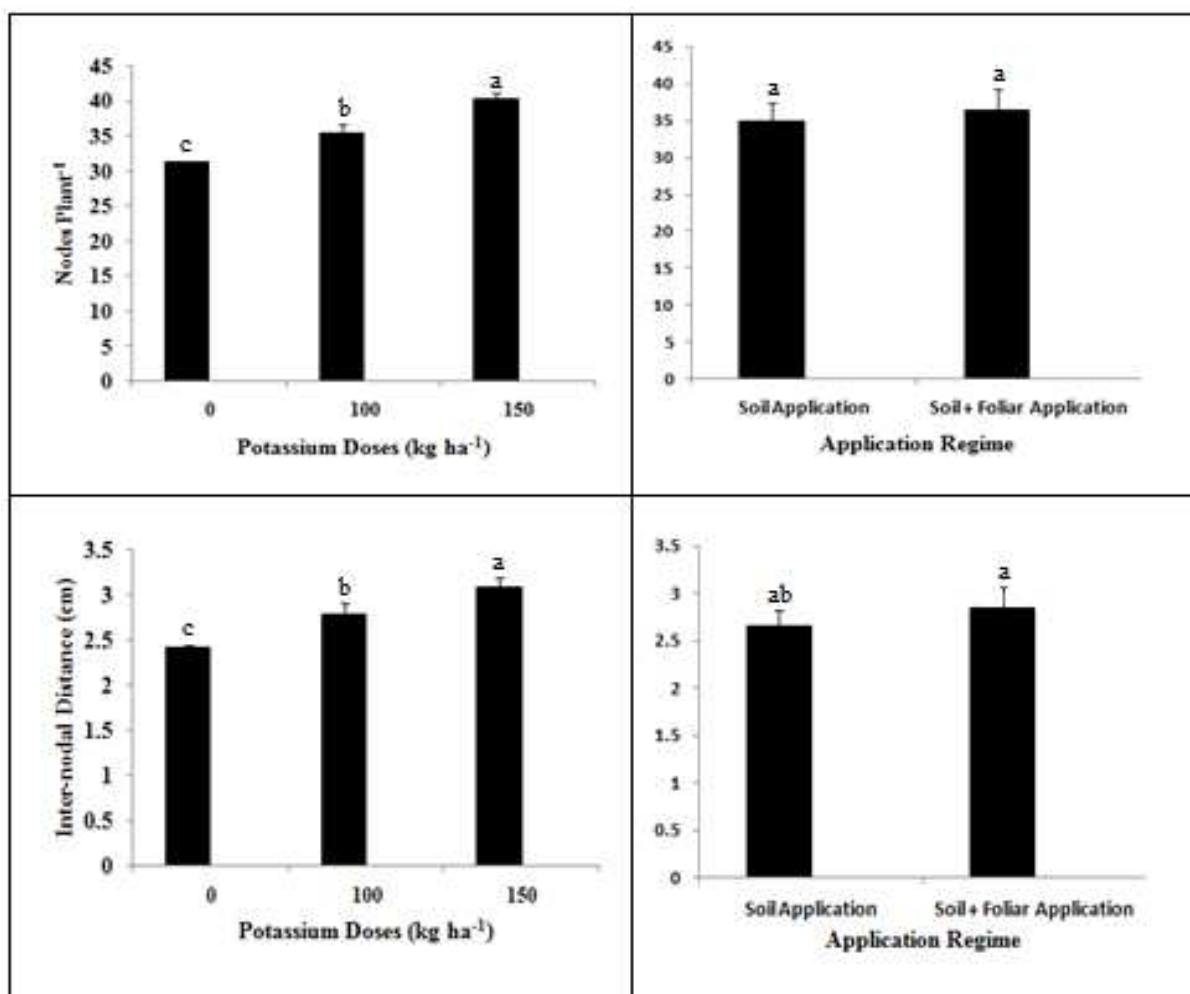 45
40
35
30
25
20
15
10
5
0
Nodes Plant⁻¹
c
b
a
0 100 150
Potassium Doses (kg ha⁻¹)
45
40
35
30
25
20
15
10
5
0
a
a
Soil Application Soil + Foliar Application
Application Regime
3.5
3
2.5
2
1.5
1
0.5
0
Inter-nodal Distance (cm)
c
b
a
0 100 150
Potassium Doses (kg ha⁻¹)
3.5
3
2.5
2
1.5
1
0.5
0
ab
a
Soil Application Soil + Foliar Application
Application Regime